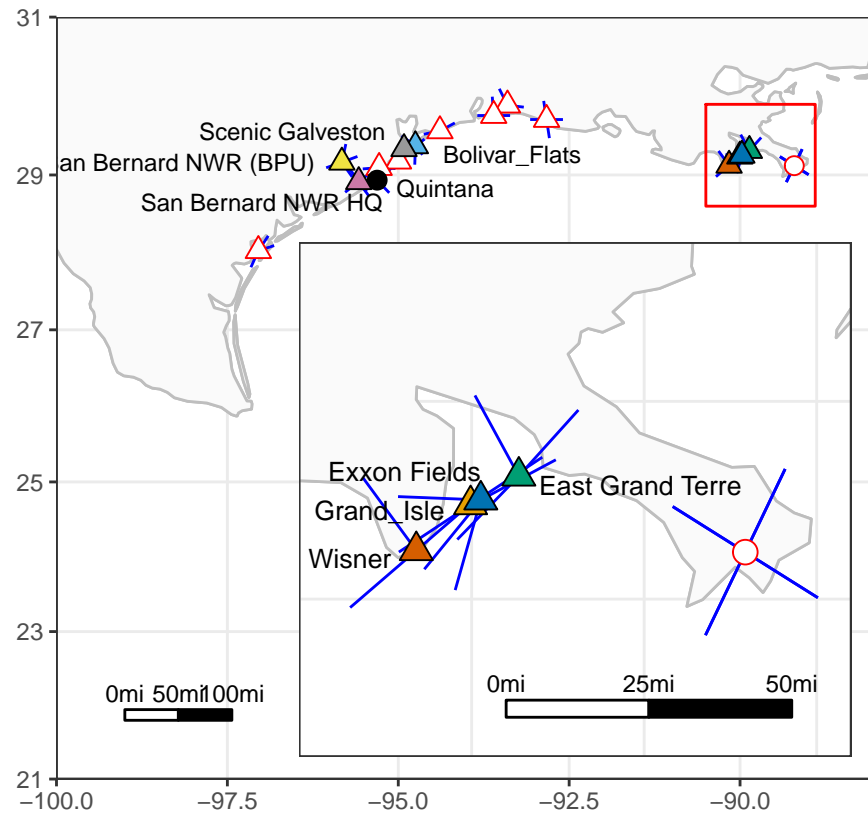 31
Scenic Galveston
an Bernard NWR (BPU)
Bolivar_Flats
29
Quintana
San Bernard NWR HQ
27
25
Exxon Fields
East Grand Terre
Grand_Isle
Wisner
23
0mi 50mi100mi
0mi 25mi 50mi
21
−100.0 −97.5 −95.0 −92.5 −90.0